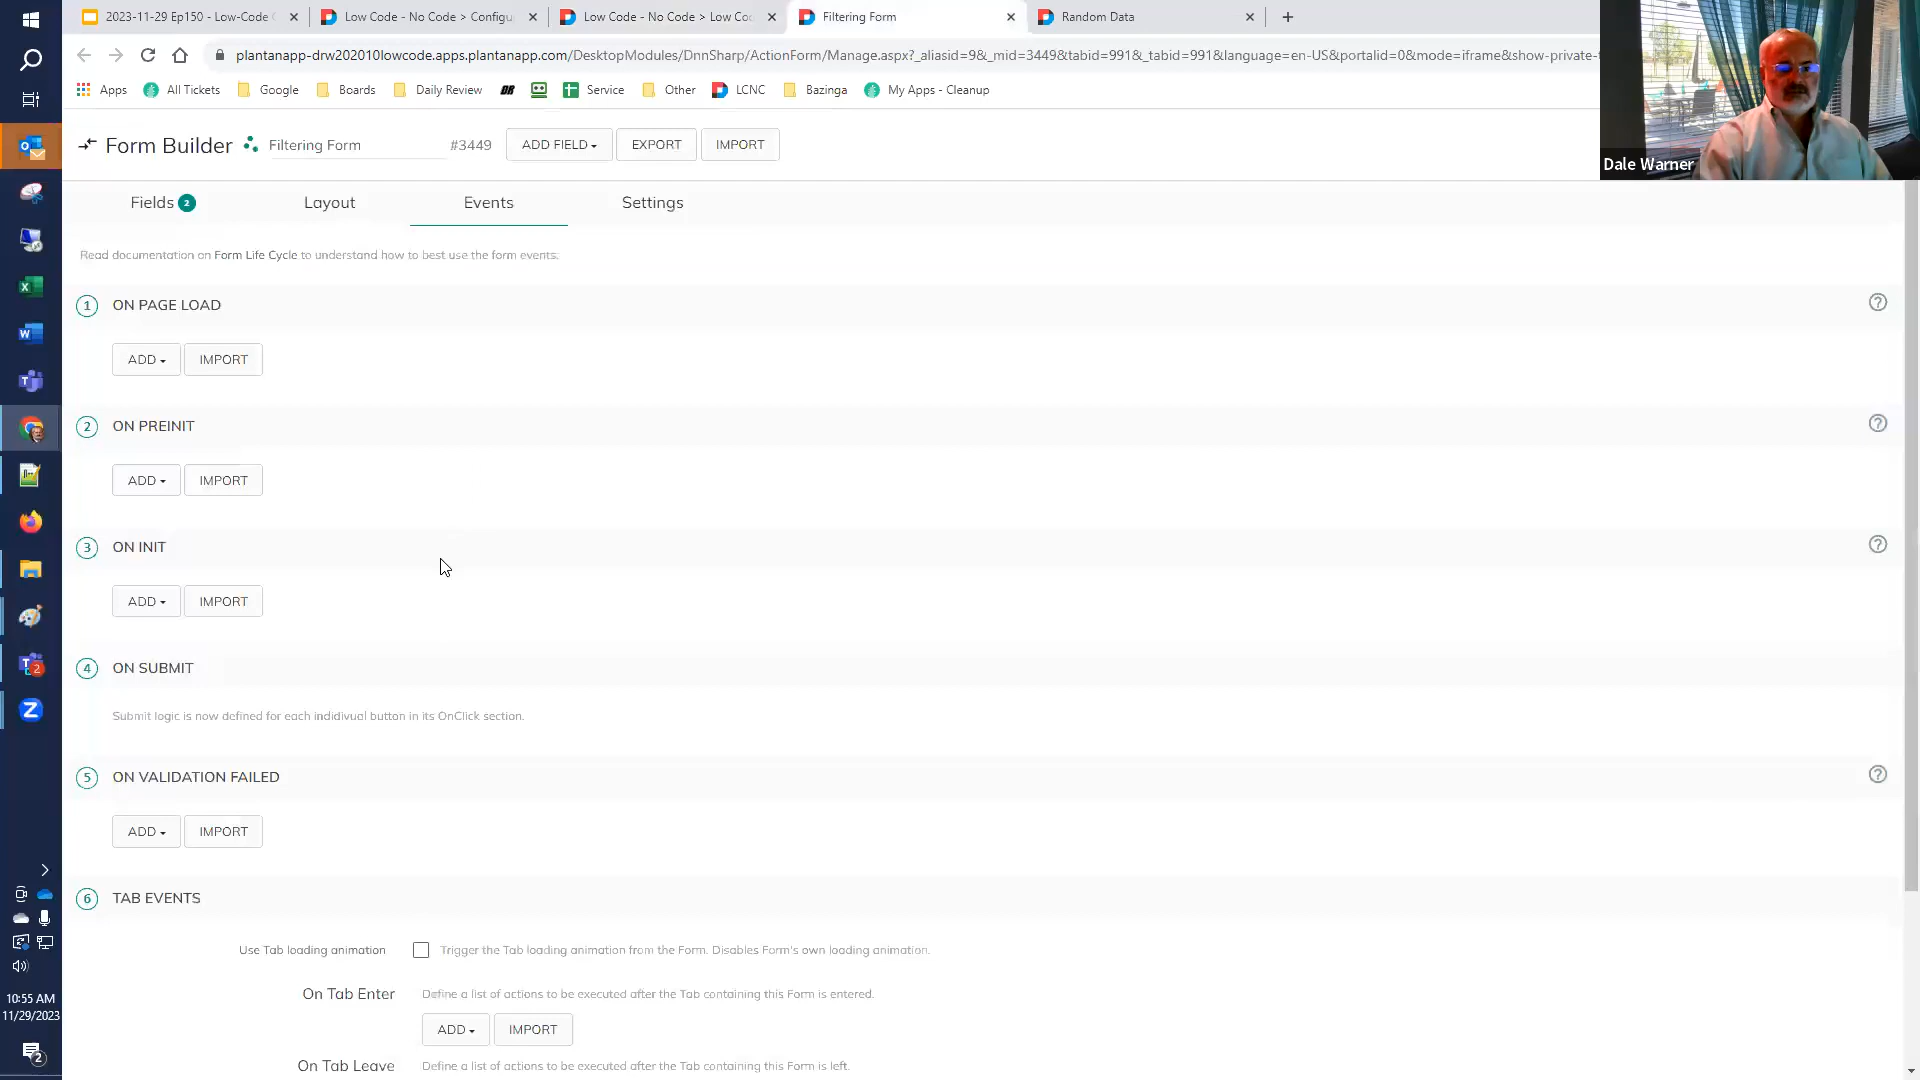 2023-11-29 Ep150 - Low-Code
Low Code - No Code > Configu
Low Code - No Code > Low Co
Filtering Form
Random Data
plantanapp-drw202010lowcode.apps.plantanapp.com/DesktopModules/DnnSharp/ActionForm/Manage.aspx?_aliasid=9&_mid=3449&tabid=991&_tabid=991&language=en-US&portalid=0&mode=iframe&show-private-
Apps
All Tickets
Google
Boards
Daily Review
DR
Service
Other
LCNC
Bazinga
My Apps - Cleanup
Form Builder
Filtering Form
#3449
ADD FIELD
EXPORT
IMPORT
Dale Warner
Fields 2
Layout
Events
Settings
Read documentation on Form Life Cycle to understand how to best use the form events.
1 ON PAGE LOAD
ADD
IMPORT
2 ON PREINIT
ADD
IMPORT
3 ON INIT
ADD
IMPORT
4 ON SUBMIT
Submit logic is now defined for each indidivual button in its OnClick section.
5 ON VALIDATION FAILED
ADD
IMPORT
6 TAB EVENTS
Use Tab loading animation
Trigger the Tab loading animation from the Form. Disables Form's own loading animation.
On Tab Enter
Define a list of actions to be executed after the Tab containing this Form is entered.
ADD
IMPORT
On Tab Leave
Define a list of actions to be executed after the Tab containing this Form is left.
10:55 AM
11/29/2023
2